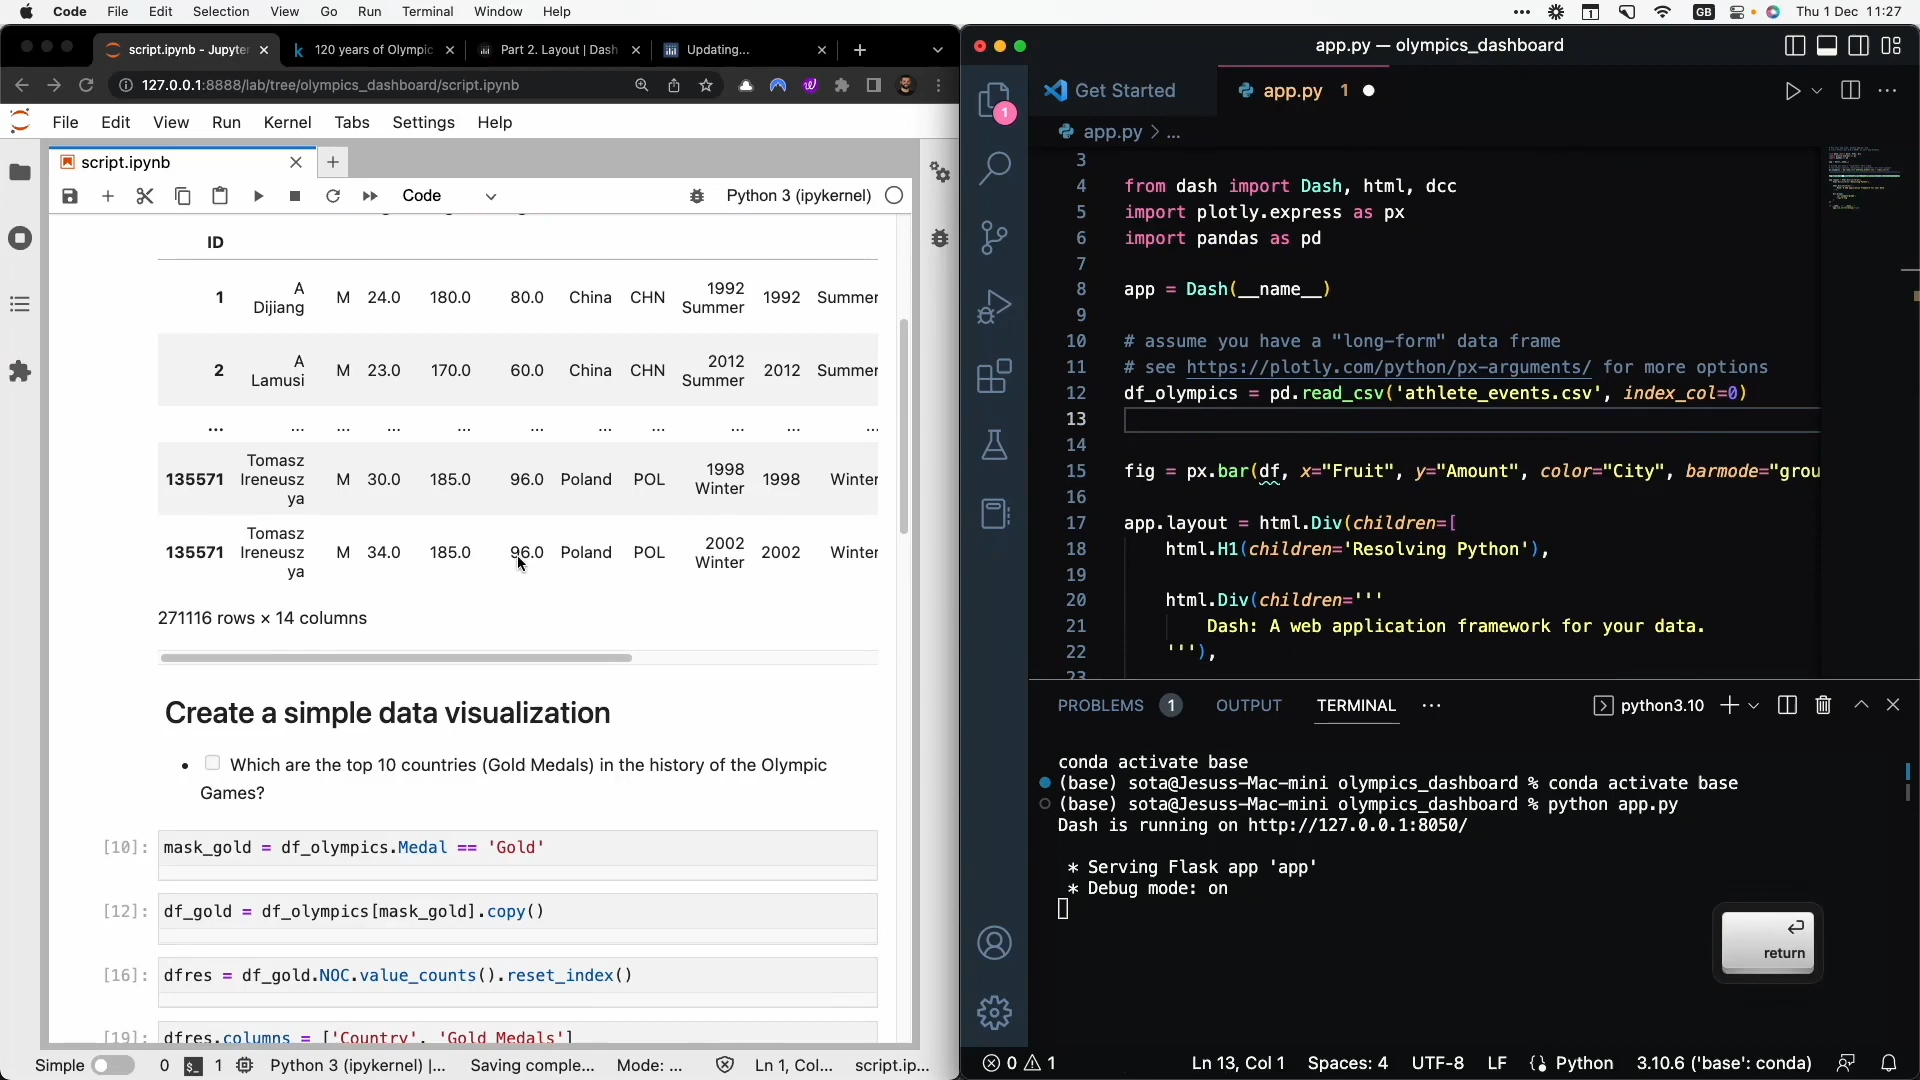 Code File Edit Selection View Go Run Terminal Window Help
GB Thu 1 Dec 11:27
script.ipynb - Jupyter
120 years of Olympic
Part 2. Layout | Dash
Updating...
127.0.0.1:8888/lab/tree/olympics_dashboard/script.ipynb
File Edit View Run Kernel Tabs Settings Help
script.ipynb
Code
Python 3 (ipykernel)
ID
1 A Dijiang M 24.0 180.0 80.0 China CHN 1992 Summer 1992 Summer
2 A Lamusi M 23.0 170.0 60.0 China CHN 2012 Summer 2012 Summer
... ... ... ... ... ... ... ... ... ... ...
135571 Tomasz Ireneusz ya M 30.0 185.0 96.0 Poland POL 1998 Winter 1998 Winter
135571 Tomasz Ireneusz ya M 34.0 185.0 96.0 Poland POL 2002 Winter 2002 Winter
271116 rows × 14 columns
Create a simple data visualization
• Which are the top 10 countries (Gold Medals) in the history of the Olympic
Games?
[10]: mask_gold = df_olympics.Medal == 'Gold'
[12]: df_gold = df_olympics[mask_gold].copy()
[16]: dfres = df_gold.NOC.value_counts().reset_index()
[19]: dfres.columns = ['Country', 'Gold Medals']
Simple 0 1 Python 3 (ipykernel) |... Saving comple... Mode: ... Ln 1, Col... script.ip...
app.py — olympics_dashboard
1
Get Started
app.py 1
app.py > ...
3
4 from dash import Dash, html, dcc
5 import plotly.express as px
6 import pandas as pd
7
8 app = Dash(__name__)
9
10 # assume you have a "long-form" data frame
11 # see https://plotly.com/python/px-arguments/ for more options
12 df_olympics = pd.read_csv('athlete_events.csv', index_col=0)
13
14
15 fig = px.bar(df, x="Fruit", y="Amount", color="City", barmode="grou
16
17 app.layout = html.Div(children=[
18 html.H1(children='Resolving Python'),
19
20 html.Div(children='''
21 Dash: A web application framework for your data.
22 '''),
23
PROBLEMS 1 OUTPUT TERMINAL ... python3.10
conda activate base
(base) sota@Jesuss-Mac-mini olympics_dashboard % conda activate base
(base) sota@Jesuss-Mac-mini olympics_dashboard % python app.py
Dash is running on http://127.0.0.1:8050/
* Serving Flask app 'app'
* Debug mode: on
return
0 1 Ln 13, Col 1 Spaces: 4 UTF-8 LF Python 3.10.6 ('base': conda)